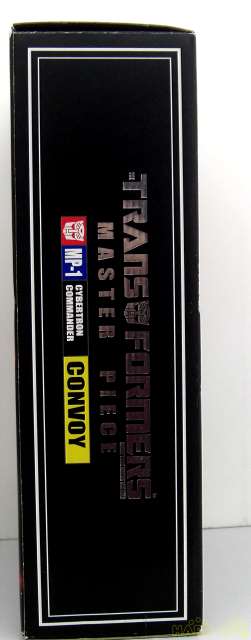 TRANSFORMERS
MASTER PIECE
MP-1
CYBERTRON
COMMANDER
CONVOY